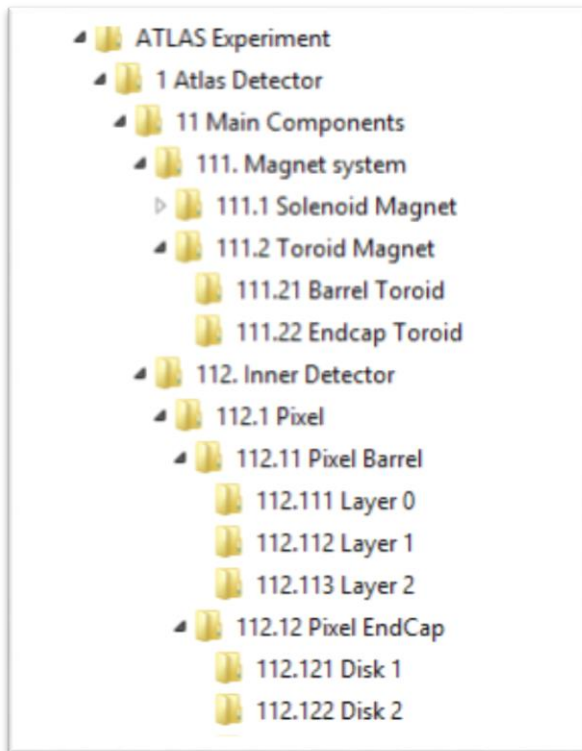 ATLAS Experiment
1 Atlas Detector
11 Main Components
111. Magnet system
111.1 Solenoid Magnet
111.2 Toroid Magnet
111.21 Barrel Toroid
111.22 Endcap Toroid
112. Inner Detector
112.1 Pixel
112.11 Pixel Barrel
112.111 Layer 0
112.112 Layer 1
112.113 Layer 2
112.12 Pixel EndCap
112.121 Disk 1
112.122 Disk 2